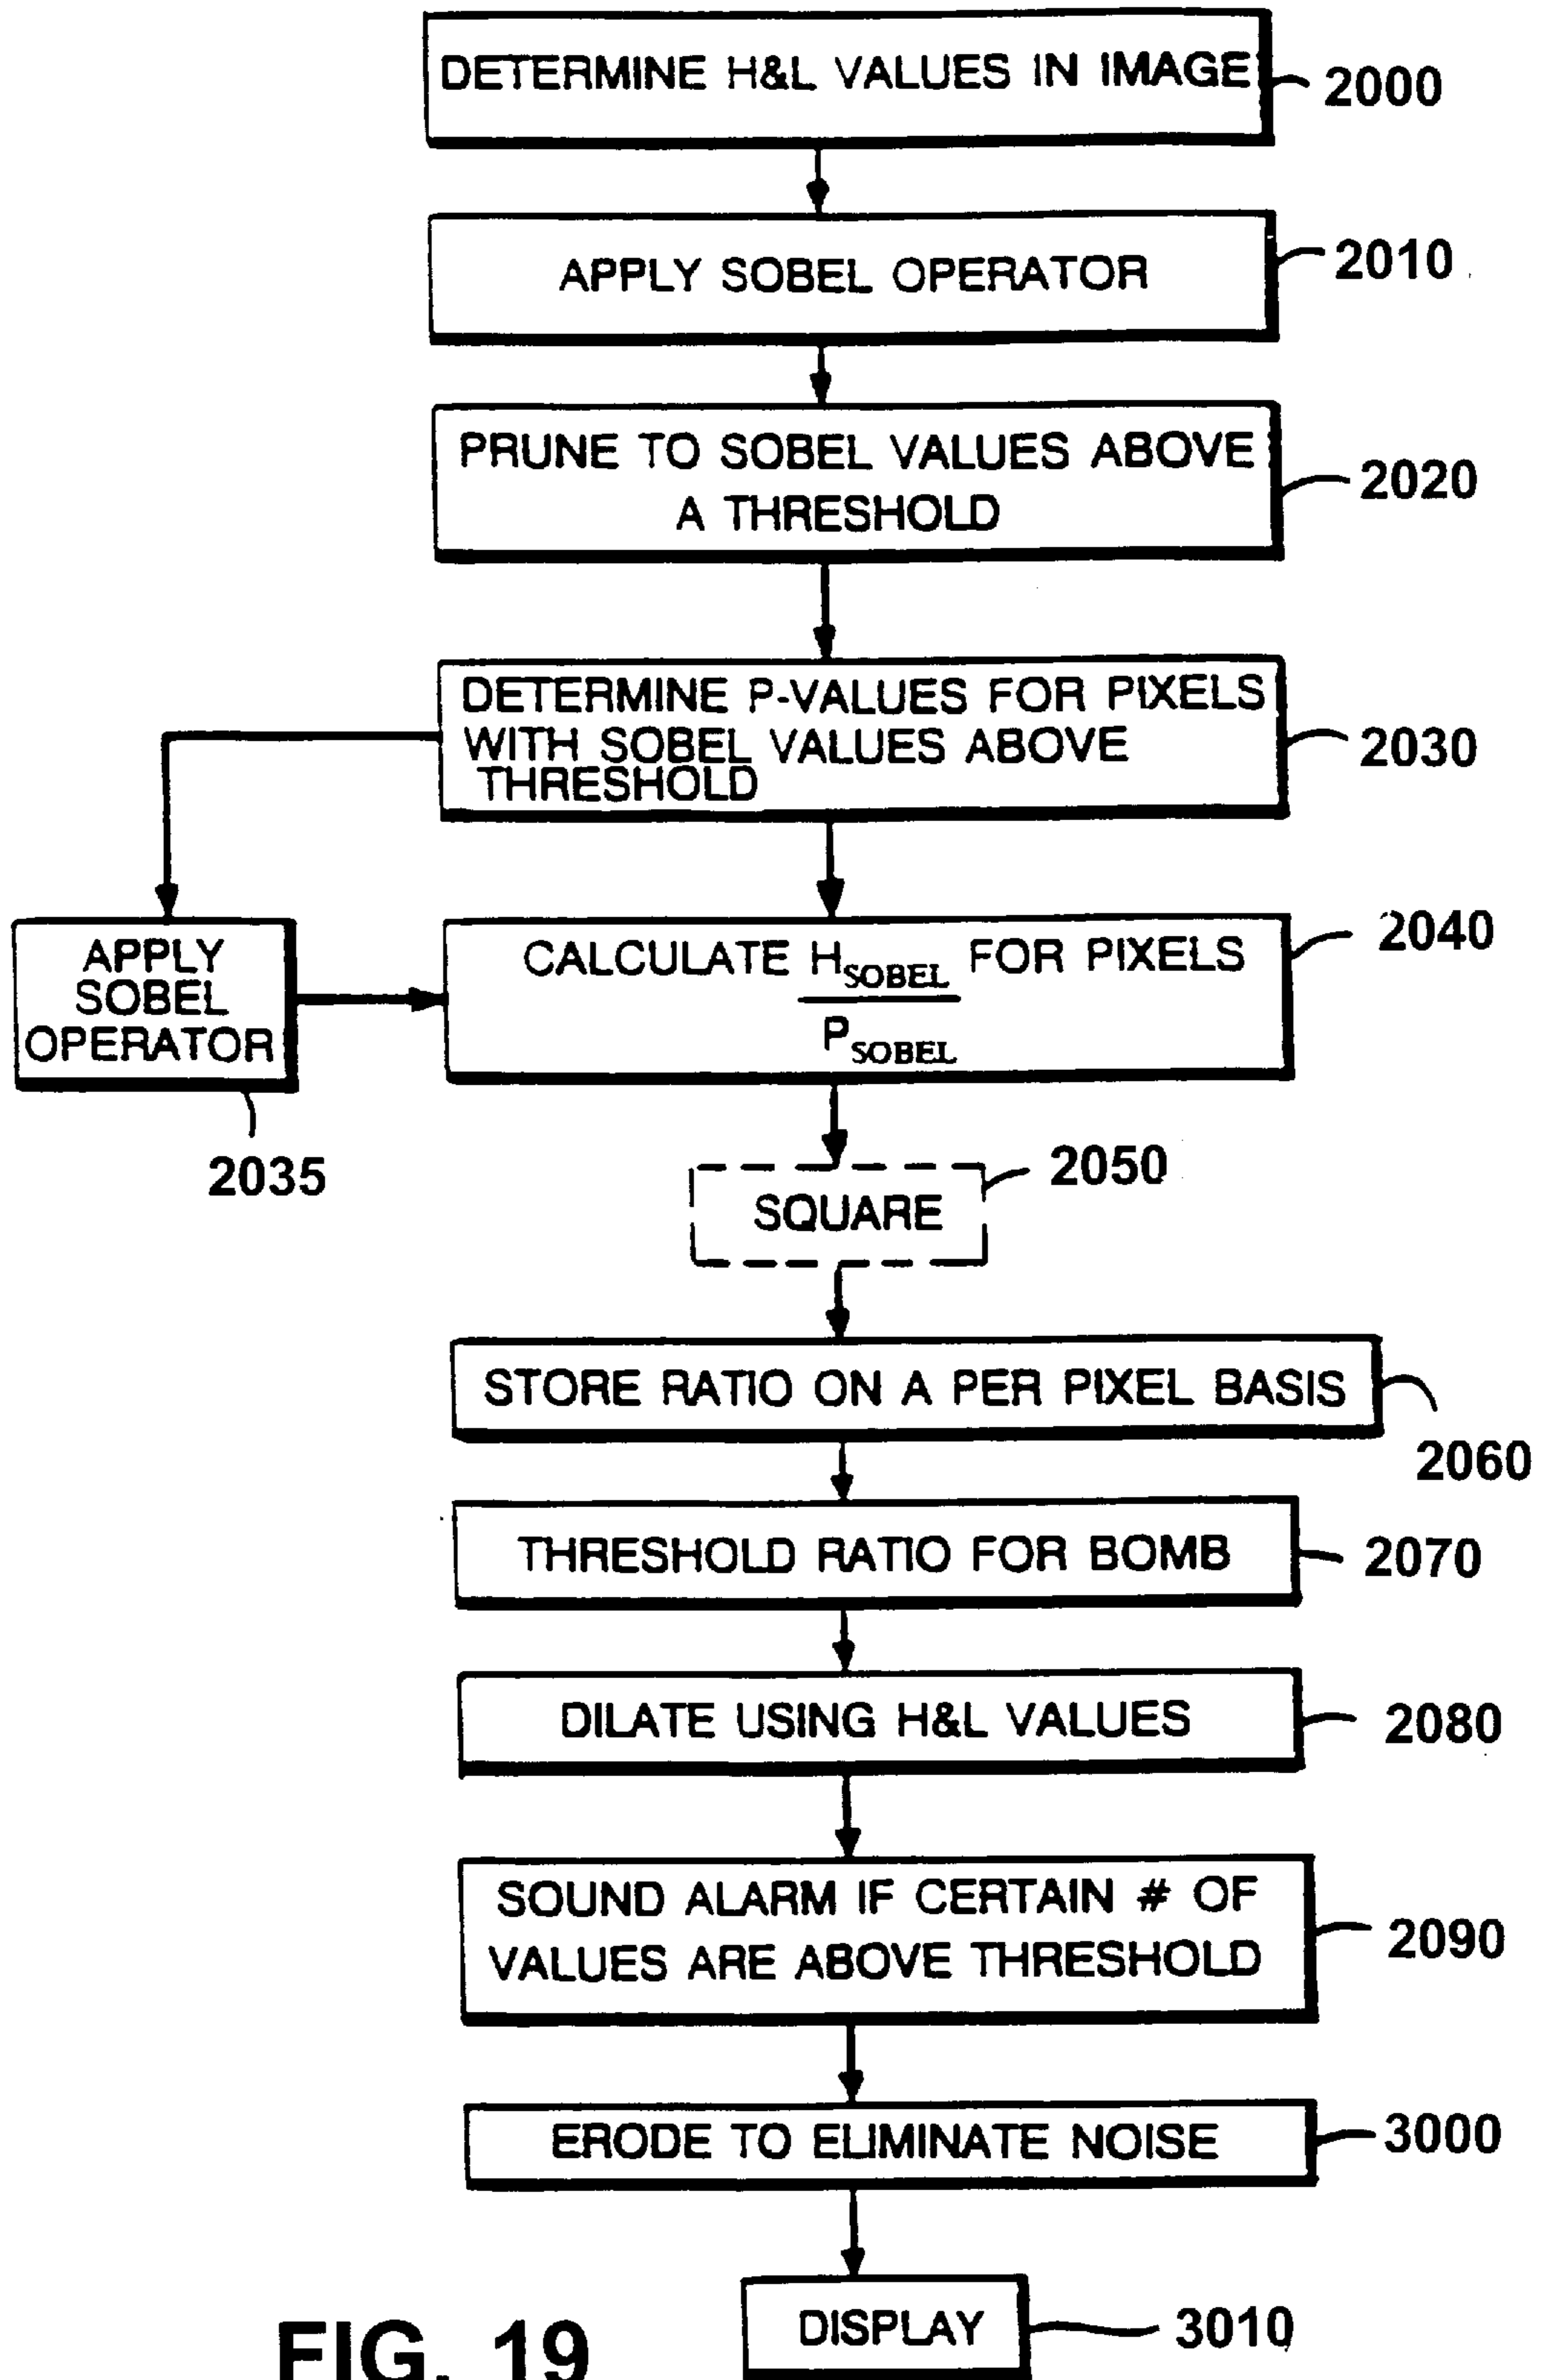 DETERMINE H&L VALUES IN IMAGE
2000
APPLY SOBEL OPERATOR
2010
PRUNE TO SOBEL VALUES ABOVE
A THRESHOLD
2020
DETERMINE P-VALUES FOR PIXELS
WITH SOBEL VALUES ABOVE
THRESHOLD
2030
APPLY
SOBEL
OPERATOR
2035
CALCULATE H SOBEL FOR PIXELS
P SOBEL
2040
SQUARE
2050
STORE RATIO ON A PER PIXEL BASIS
2060
THRESHOLD RATIO FOR BOMB
2070
DILATE USING H&L VALUES
2080
SOUND ALARM IF CERTAIN # OF
VALUES ARE ABOVE THRESHOLD
2090
ERODE TO ELIMINATE NOISE
3000
DISPLAY
3010
FIG. 19